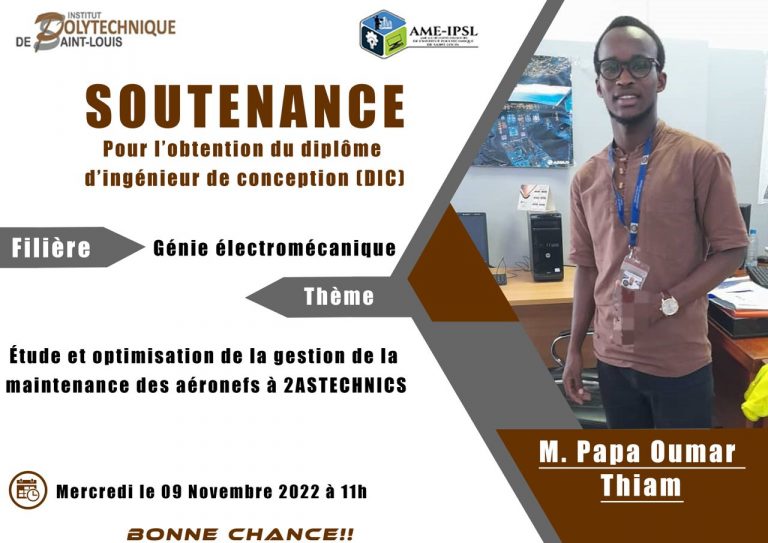 INSTITUT
POLYTECHNIQUE
DE SAINT-LOUIS
AME-IPSL
SOUTENANCE
Pour l'obtention du diplôme
d'ingénieur de conception (DIC)
Filière
Génie électromécanique
Thème
Étude et optimisation de la gestion de la
maintenance des aéronefs à 2ASTECHNICS
Mercredi le 09 Novembre 2022 à 11h
BONNE CHANCE!!
M. Papa Oumar
Thiam